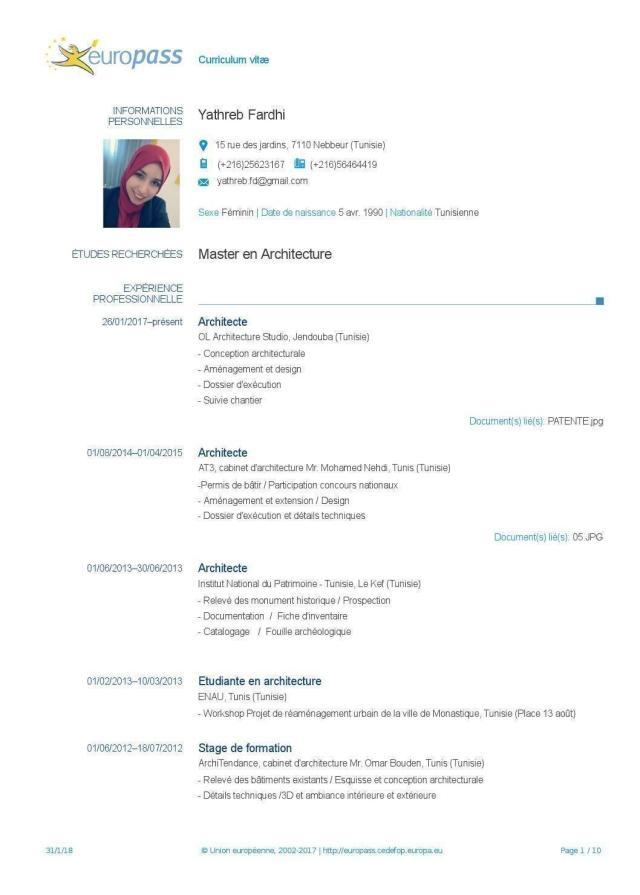 europass
Curriculum vitæ
INFORMATIONS PERSONNELLES
Yathreb Fardhi
15 rue des jardins, 7110 Nebbeur (Tunisie)
(+216)25623167 (+216)56464419
yathreb.fd@gmail.com
Sexe Féminin | Date de naissance 5 avr. 1990 | Nationalité Tunisienne
ÉTUDES RECHERCHÉES
Master en Architecture
EXPÉRIENCE PROFESSIONNELLE
26/01/2017–présent
Architecte
OL Architecture Studio, Jendouba (Tunisie)
- Conception architecturale
- Aménagement et design
- Dossier d'exécution
- Suivie chantier
Document(s) lié(s): PATENTE.jpg
01/08/2014–01/04/2015
Architecte
AT3, cabinet d'architecture Mr. Mohamed Nehdi, Tunis (Tunisie)
-Permis de bâtir / Participation concours nationaux
- Aménagement et extension / Design
- Dossier d'exécution et détails techniques
Document(s) lié(s): 05.JPG
01/06/2013–30/06/2013
Architecte
Institut National du Patrimoine - Tunisie, Le Kef (Tunisie)
- Relevé des monument historique / Prospection
- Documentation / Fiche d'inventaire
- Catalogage / Fouille archéologique
01/02/2013–10/03/2013
Etudiante en architecture
ENAU, Tunis (Tunisie)
- Workshop Projet de réaménagement urbain de la ville de Monastique, Tunisie (Place 13 août)
01/06/2012–18/07/2012
Stage de formation
ArchiTendance, cabinet d'architecture Mr. Omar Bouden, Tunis (Tunisie)
- Relevé des bâtiments existants / Esquisse et conception architecturale
- Détails techniques /3D et ambiance intérieure et extérieure
31/1/18
© Union européenne, 2002-2017 | http://europass.cedefop.europa.eu
Page 1 / 10